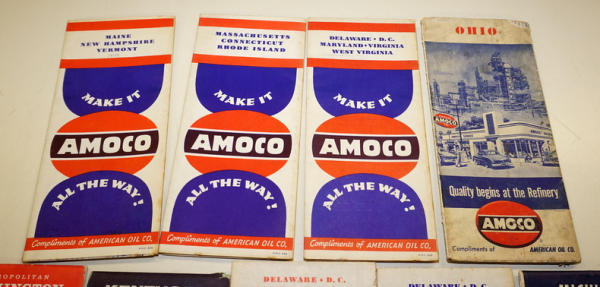 MAINE
NEW HAMPSHIRE
VERMONT
MAKE IT
AMOCO
ALL THE WAY!
Compliments of AMERICAN OIL CO.
MASSACHUSETTS
CONNECTICUT
RHODE ISLAND
MAKE IT
AMOCO
ALL THE WAY!
Compliments of AMERICAN OIL CO.
DELAWARE • D. C.
MARYLAND • VIRGINIA
WEST VIRGINIA
MAKE IT
AMOCO
ALL THE WAY!
Compliments of AMERICAN OIL CO.
OHIO
AMOCO
Quality begins at the Refinery
AMOCO
Compliments of AMERICAN OIL CO.
DELAWARE • D. C.
DELAWARE • D. C.